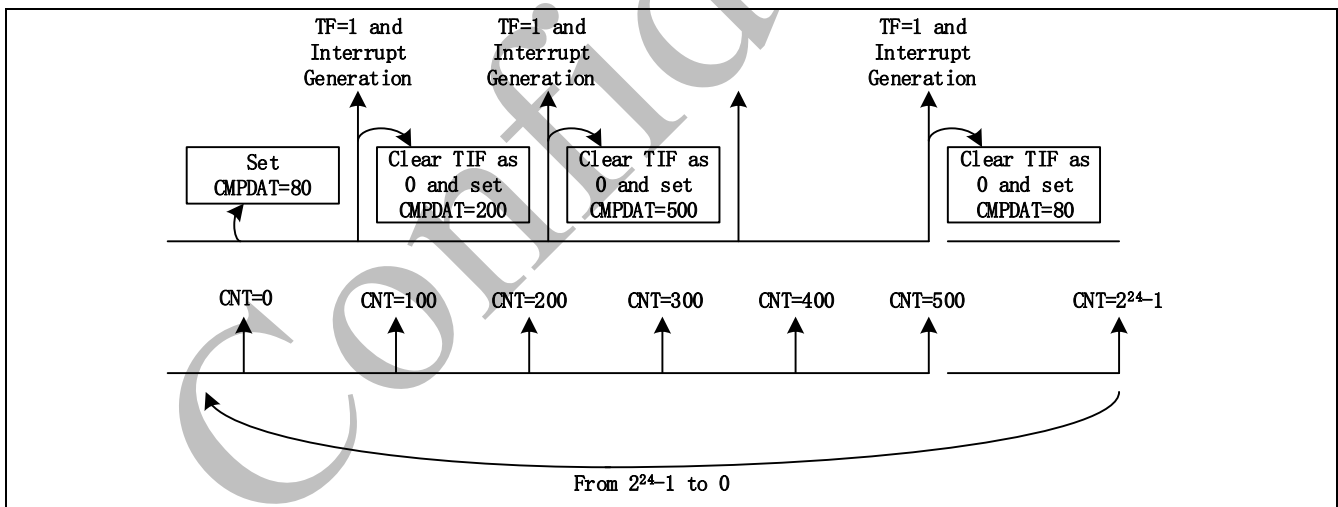 TF=1 and
Interrupt
Generation
TF=1 and
Interrupt
Generation
TF=1 and
Interrupt
Generation
Set
CMPDAT=80
Clear TIF as
0 and set
CMPDAT=200
Clear TIF as
0 and set
CMPDAT=500
Clear TIF as
0 and set
CMPDAT=80
CNT=0
CNT=100
CNT=200
CNT=300
CNT=400
CNT=500
CNT=2²⁴-1
From 2²⁴-1 to 0
Confid